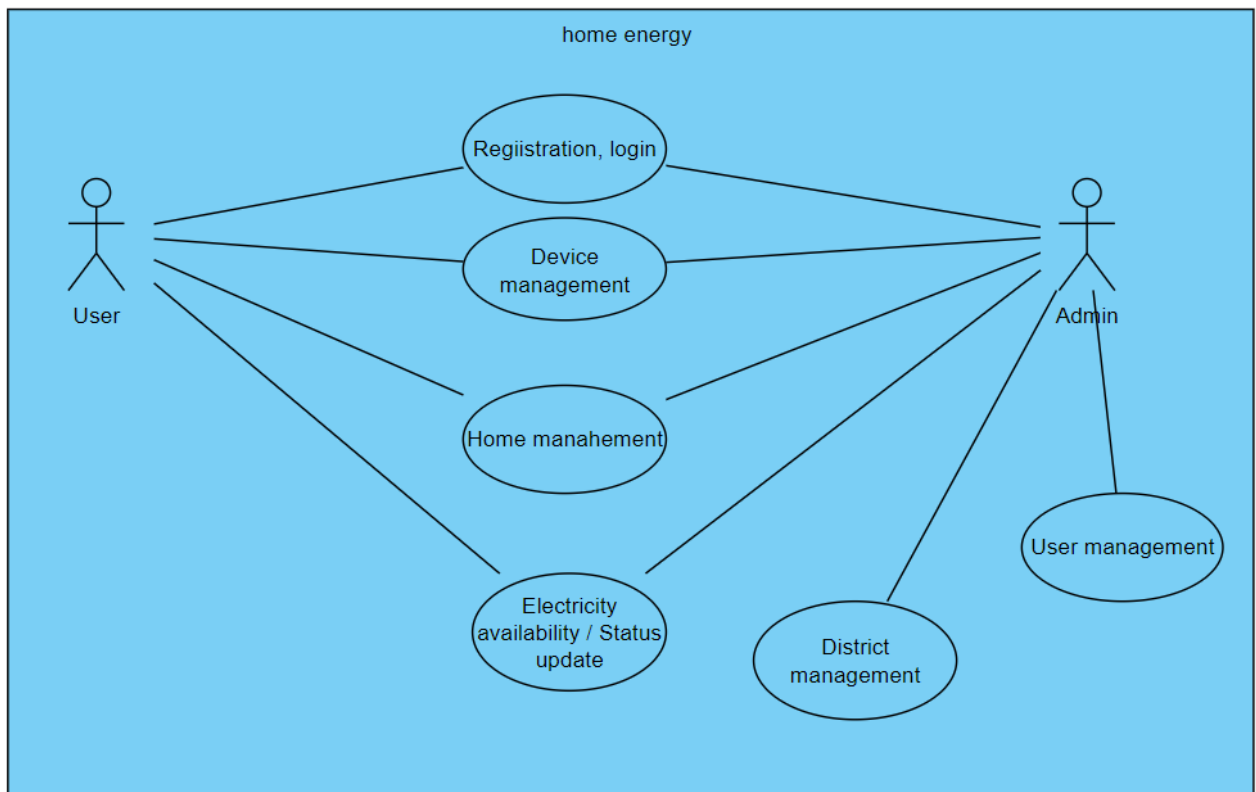 home energy
Regiistration, login
Device
management
User
Admin
Home manahement
User management
Electricity
availability / Status
update
District
management